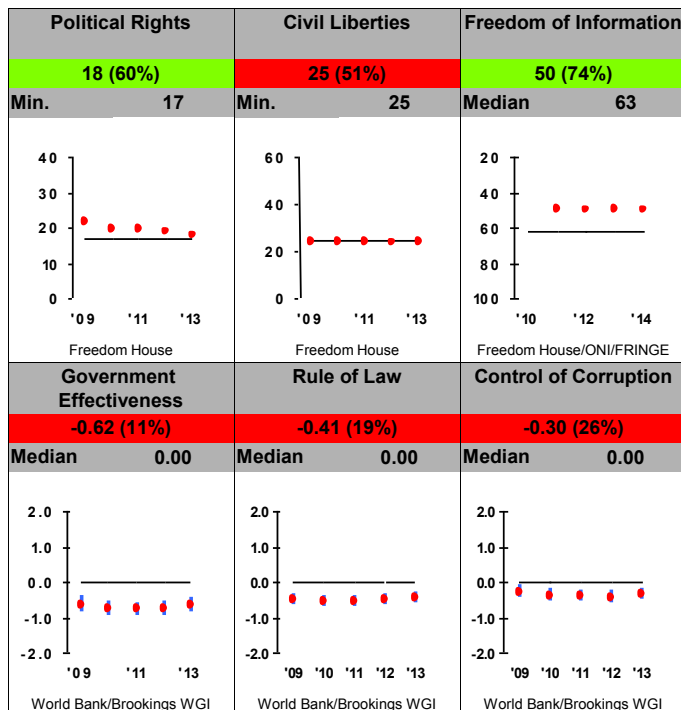 Political Rights
18 (60%)
Min. 17
40
30
20
10
0
'09 '11 '13
Freedom House
Civil Liberties
25 (51%)
Min. 25
60
40
20
0
'09 '11 '13
Freedom House
Freedom of Information
50 (74%)
Median 63
20
40
60
80
100
'10 '12 '14
Freedom House/ONI/FRINGE
Government
Effectiveness
-0.62 (11%)
Median 0.00
2.0
1.0
0.0
-1.0
-2.0
'09 '11 '13
World Bank/Brookings WGI
Rule of Law
-0.41 (19%)
Median 0.00
2.0
1.0
0.0
-1.0
-2.0
'09 '10 '11 '12 '13
World Bank/Brookings WGI
Control of Corruption
-0.30 (26%)
Median 0.00
2.0
1.0
0.0
-1.0
-2.0
'09 '10 '11 '12 '13
World Bank/Brookings WGI